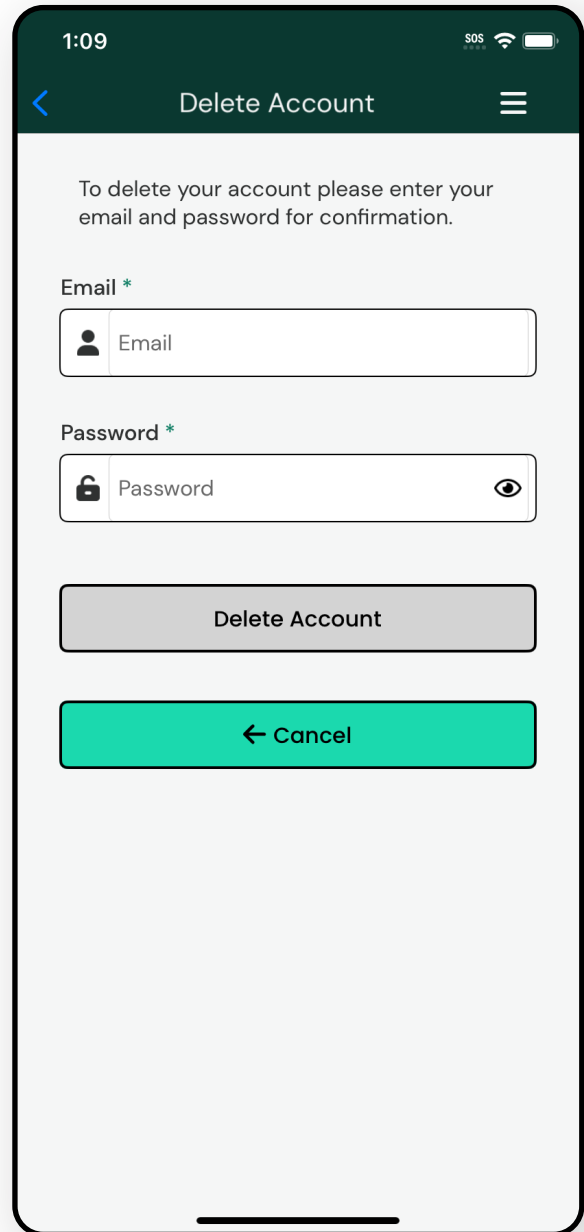 1:09
SOS
Delete Account
To delete your account please enter your
email and password for confirmation.
Email *
Email
Password *
Password
Delete Account
Cancel